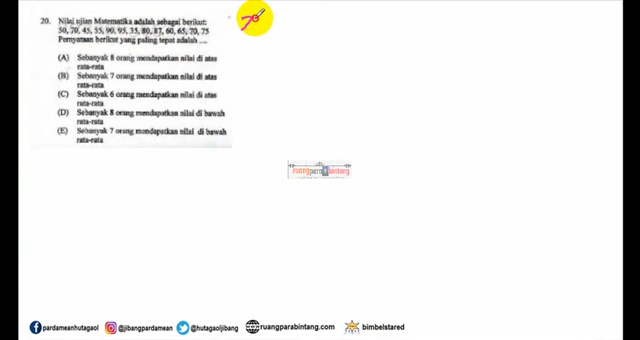 20. Nilai ujian Matematika adalah sebagai berikut:
50, 70, 45, 55, 90, 95, 35, 80, 87, 60, 65, 70, 75
Pernyataan berikut yang paling tepat adalah ....
(A) Sebanyak 8 orang mendapatkan nilai di atas
rata-rata
(B) Sebanyak 7 orang mendapatkan nilai di atas
rata-rata
(C) Sebanyak 6 orang mendapatkan nilai di atas
rata-rata
(D) Sebanyak 8 orang mendapatkan nilai di bawah
rata-rata
(E) Sebanyak 7 orang mendapatkan nilai di bawah
rata-rata
ruangparabintang
pardameanhutagaol @jibangpardamean @hutagaoljibang ruangparabintang.com bimbelstared